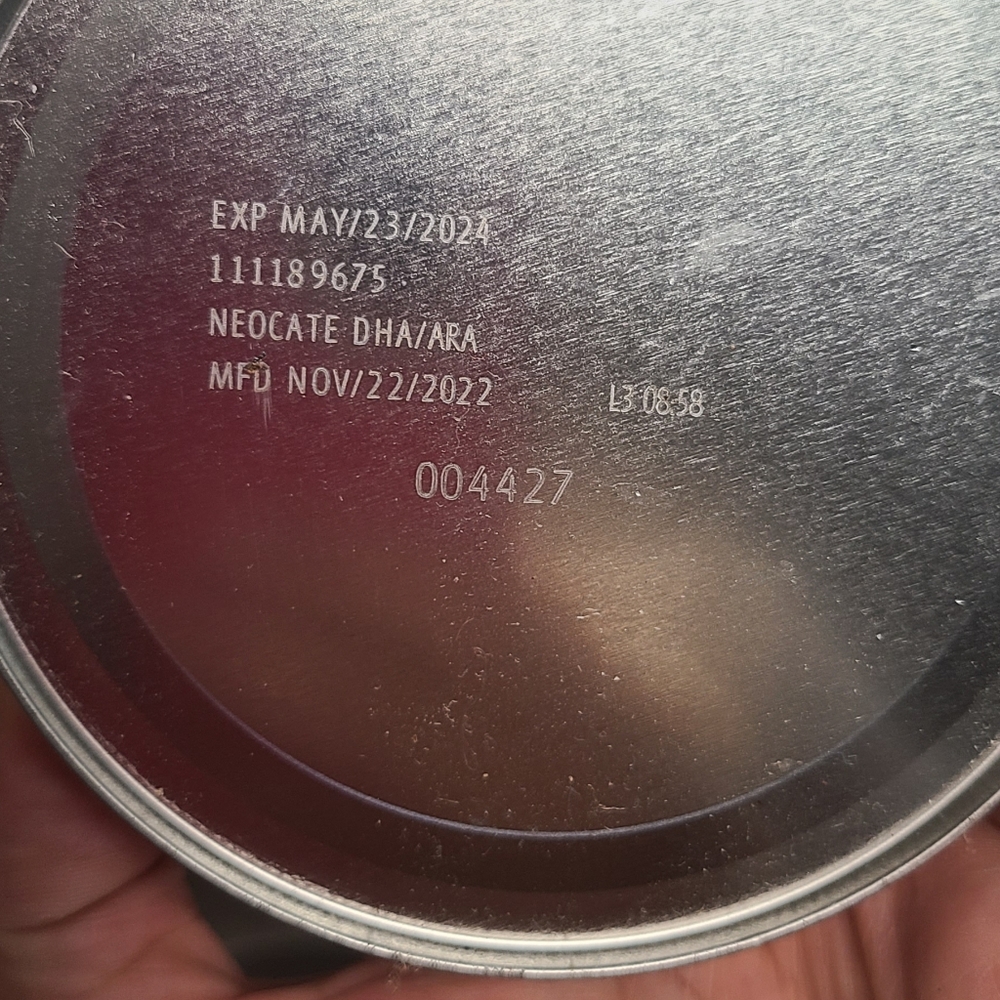 EXP MAY/23/2024
111189675
NEOCATE DHA/ARA
MFD NOV/22/2022 L3 08:58
004427